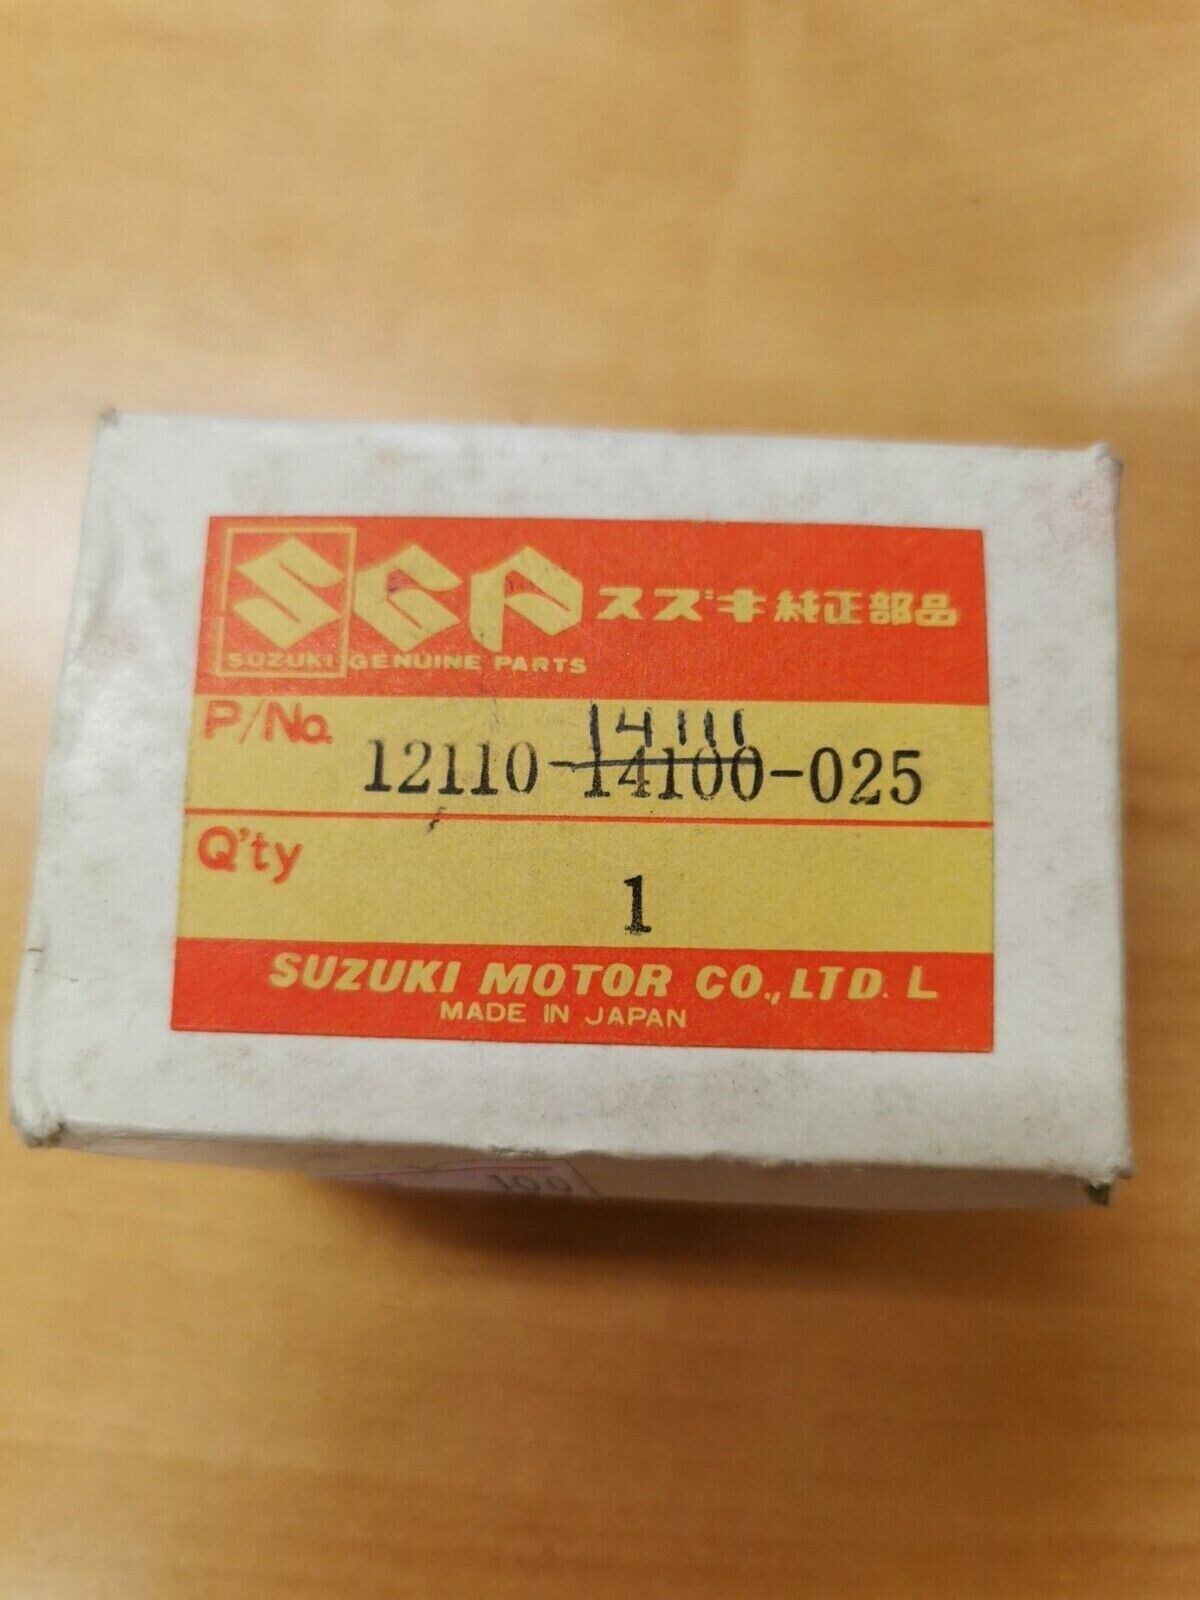 SGP スズキ純正部品
SUZUKI GENUINE PARTS
P/No.
14111
12110-14100-025
Q'ty
1
SUZUKI MOTOR CO., LTD. L
MADE IN JAPAN
100